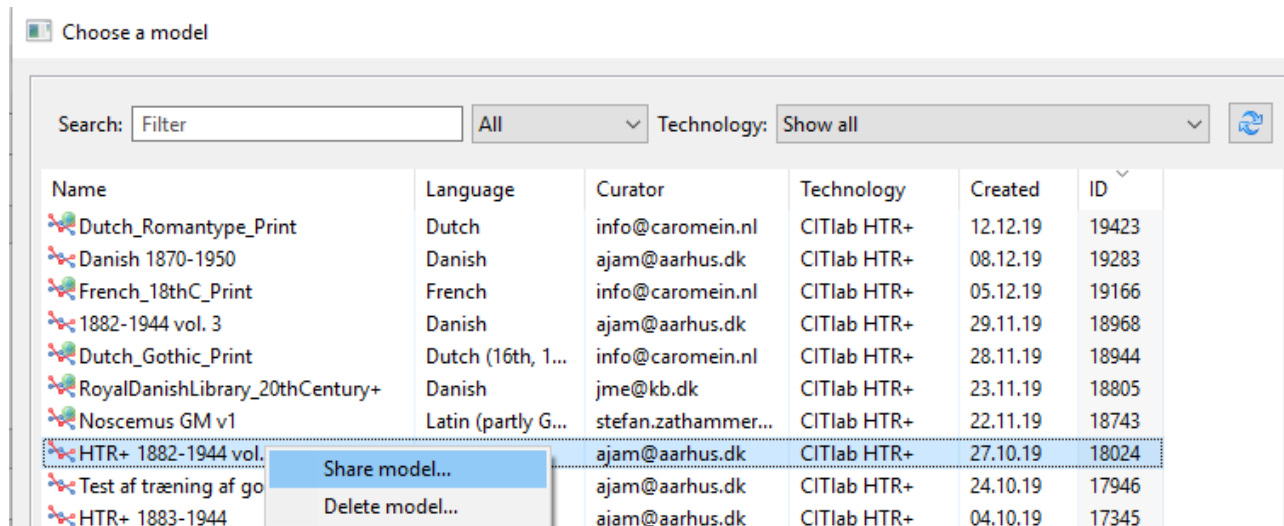 Choose a model
Search: Filter All Technology: Show all
Name Language Curator Technology Created ID
Dutch_Romantype_Print Dutch info@caromein.nl CITlab HTR+ 12.12.19 19423
Danish 1870-1950 Danish ajam@aarhus.dk CITlab HTR+ 08.12.19 19283
French_18thC_Print French info@caromein.nl CITlab HTR+ 05.12.19 19166
1882-1944 vol. 3 Danish ajam@aarhus.dk CITlab HTR+ 29.11.19 18968
Dutch_Gothic_Print Dutch (16th, 1... info@caromein.nl CITlab HTR+ 28.11.19 18944
RoyalDanishLibrary_20thCentury+ Danish jme@kb.dk CITlab HTR+ 23.11.19 18805
Noscemus GM v1 Latin (partly G... stefan.zathammer... CITlab HTR+ 22.11.19 18743
HTR+ 1882-1944 vol. ajam@aarhus.dk CITlab HTR+ 27.10.19 18024
Share model...
Test af træning af go ajam@aarhus.dk CITlab HTR+ 24.10.19 17946
Delete model...
HTR+ 1883-1944 ajam@aarhus.dk CITlab HTR+ 04.10.19 17345